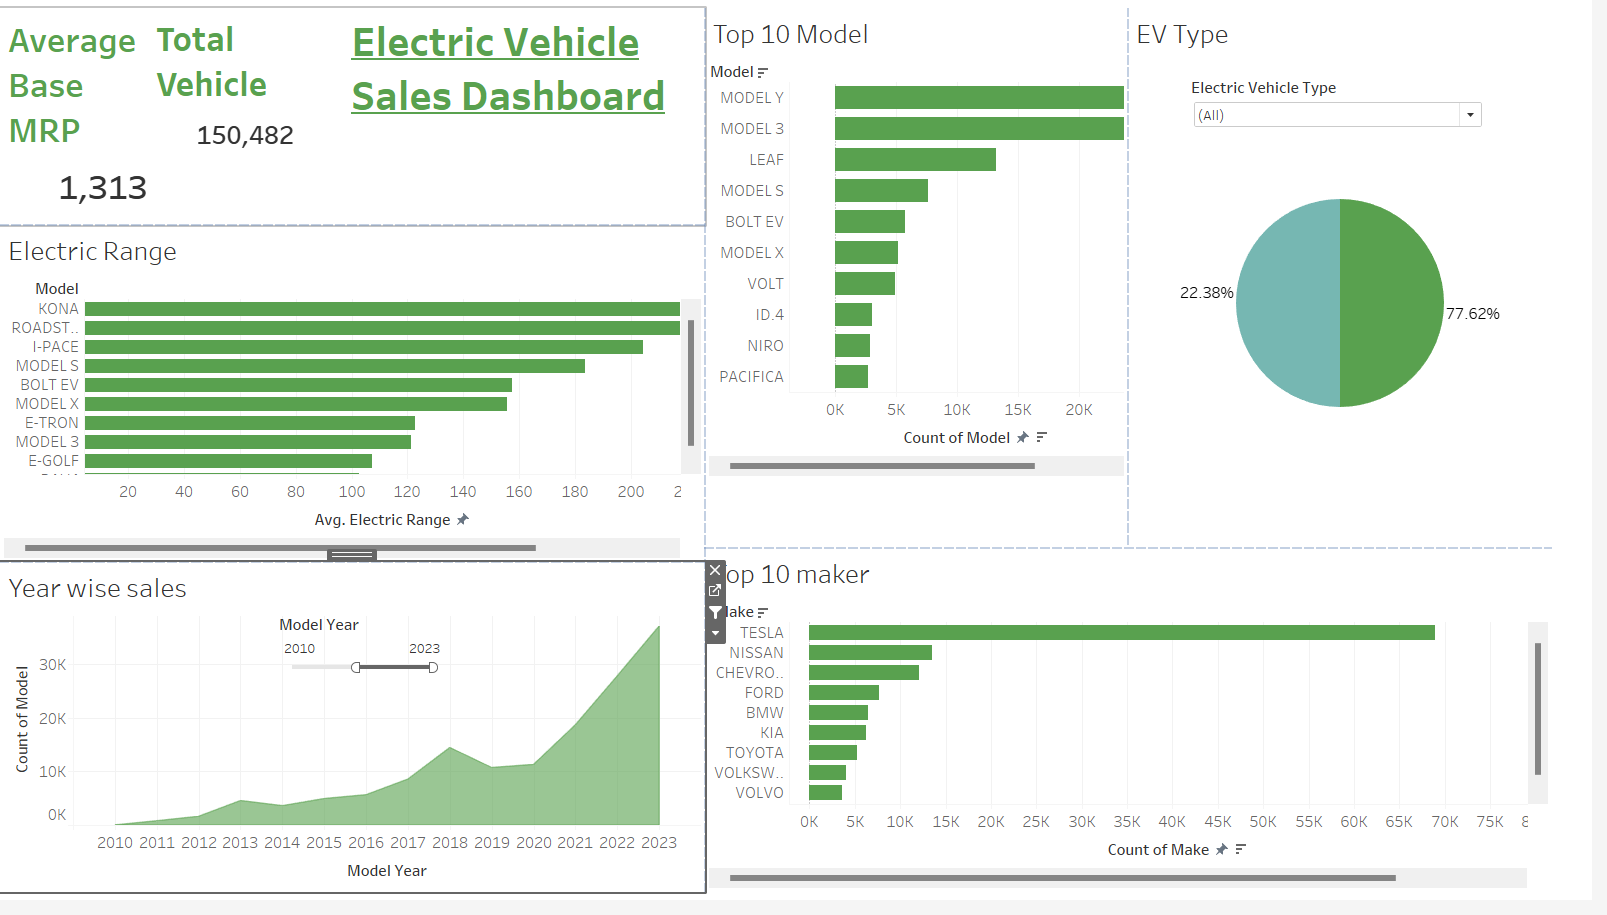 Average
Base
MRP
1,313
Total
Vehicle
150,482
Electric Vehicle
Sales Dashboard
Electric Range
Model
KONA
ROADST..
I-PACE
MODEL S
BOLT EV
MODEL X
E-TRON
MODEL 3
E-GOLF
20 40 60 80 100 120 140 160 180 200 2
Avg. Electric Range
Year wise sales
Model Year
2010 2023
Count of Model
30K
20K
10K
0K
2010 2011 2012 2013 2014 2015 2016 2017 2018 2019 2020 2021 2022 2023
Model Year
Top 10 Model
Model
MODEL Y
MODEL 3
LEAF
MODEL S
BOLT EV
MODEL X
VOLT
ID.4
NIRO
PACIFICA
0K 5K 10K 15K 20K
Count of Model
EV Type
Electric Vehicle Type
(All)
22.38%
77.62%
op 10 maker
ake
TESLA
NISSAN
CHEVRO..
FORD
BMW
KIA
TOYOTA
VOLKSW..
VOLVO
0K 5K 10K 15K 20K 25K 30K 35K 40K 45K 50K 55K 60K 65K 70K 75K 8
Count of Make